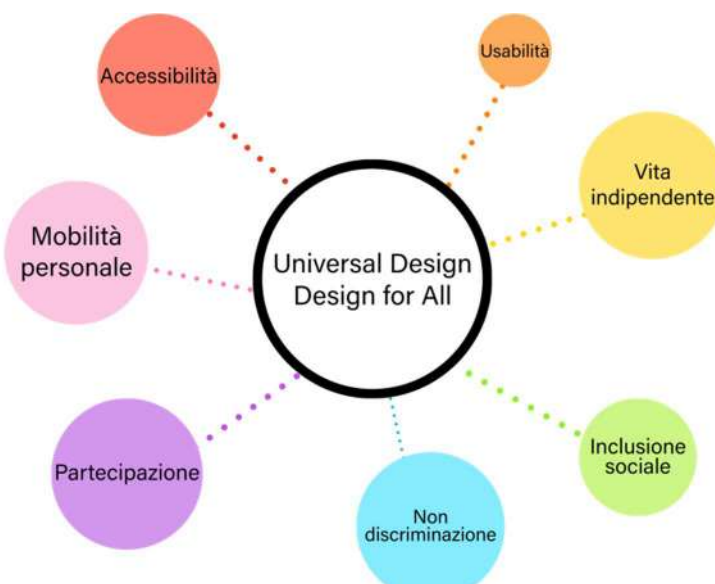 Accessibilità
Usabilità
Vita
indipendente
Mobilità
personale
Universal Design
Design for All
Partecipazione
Inclusione
sociale
Non
discriminazione